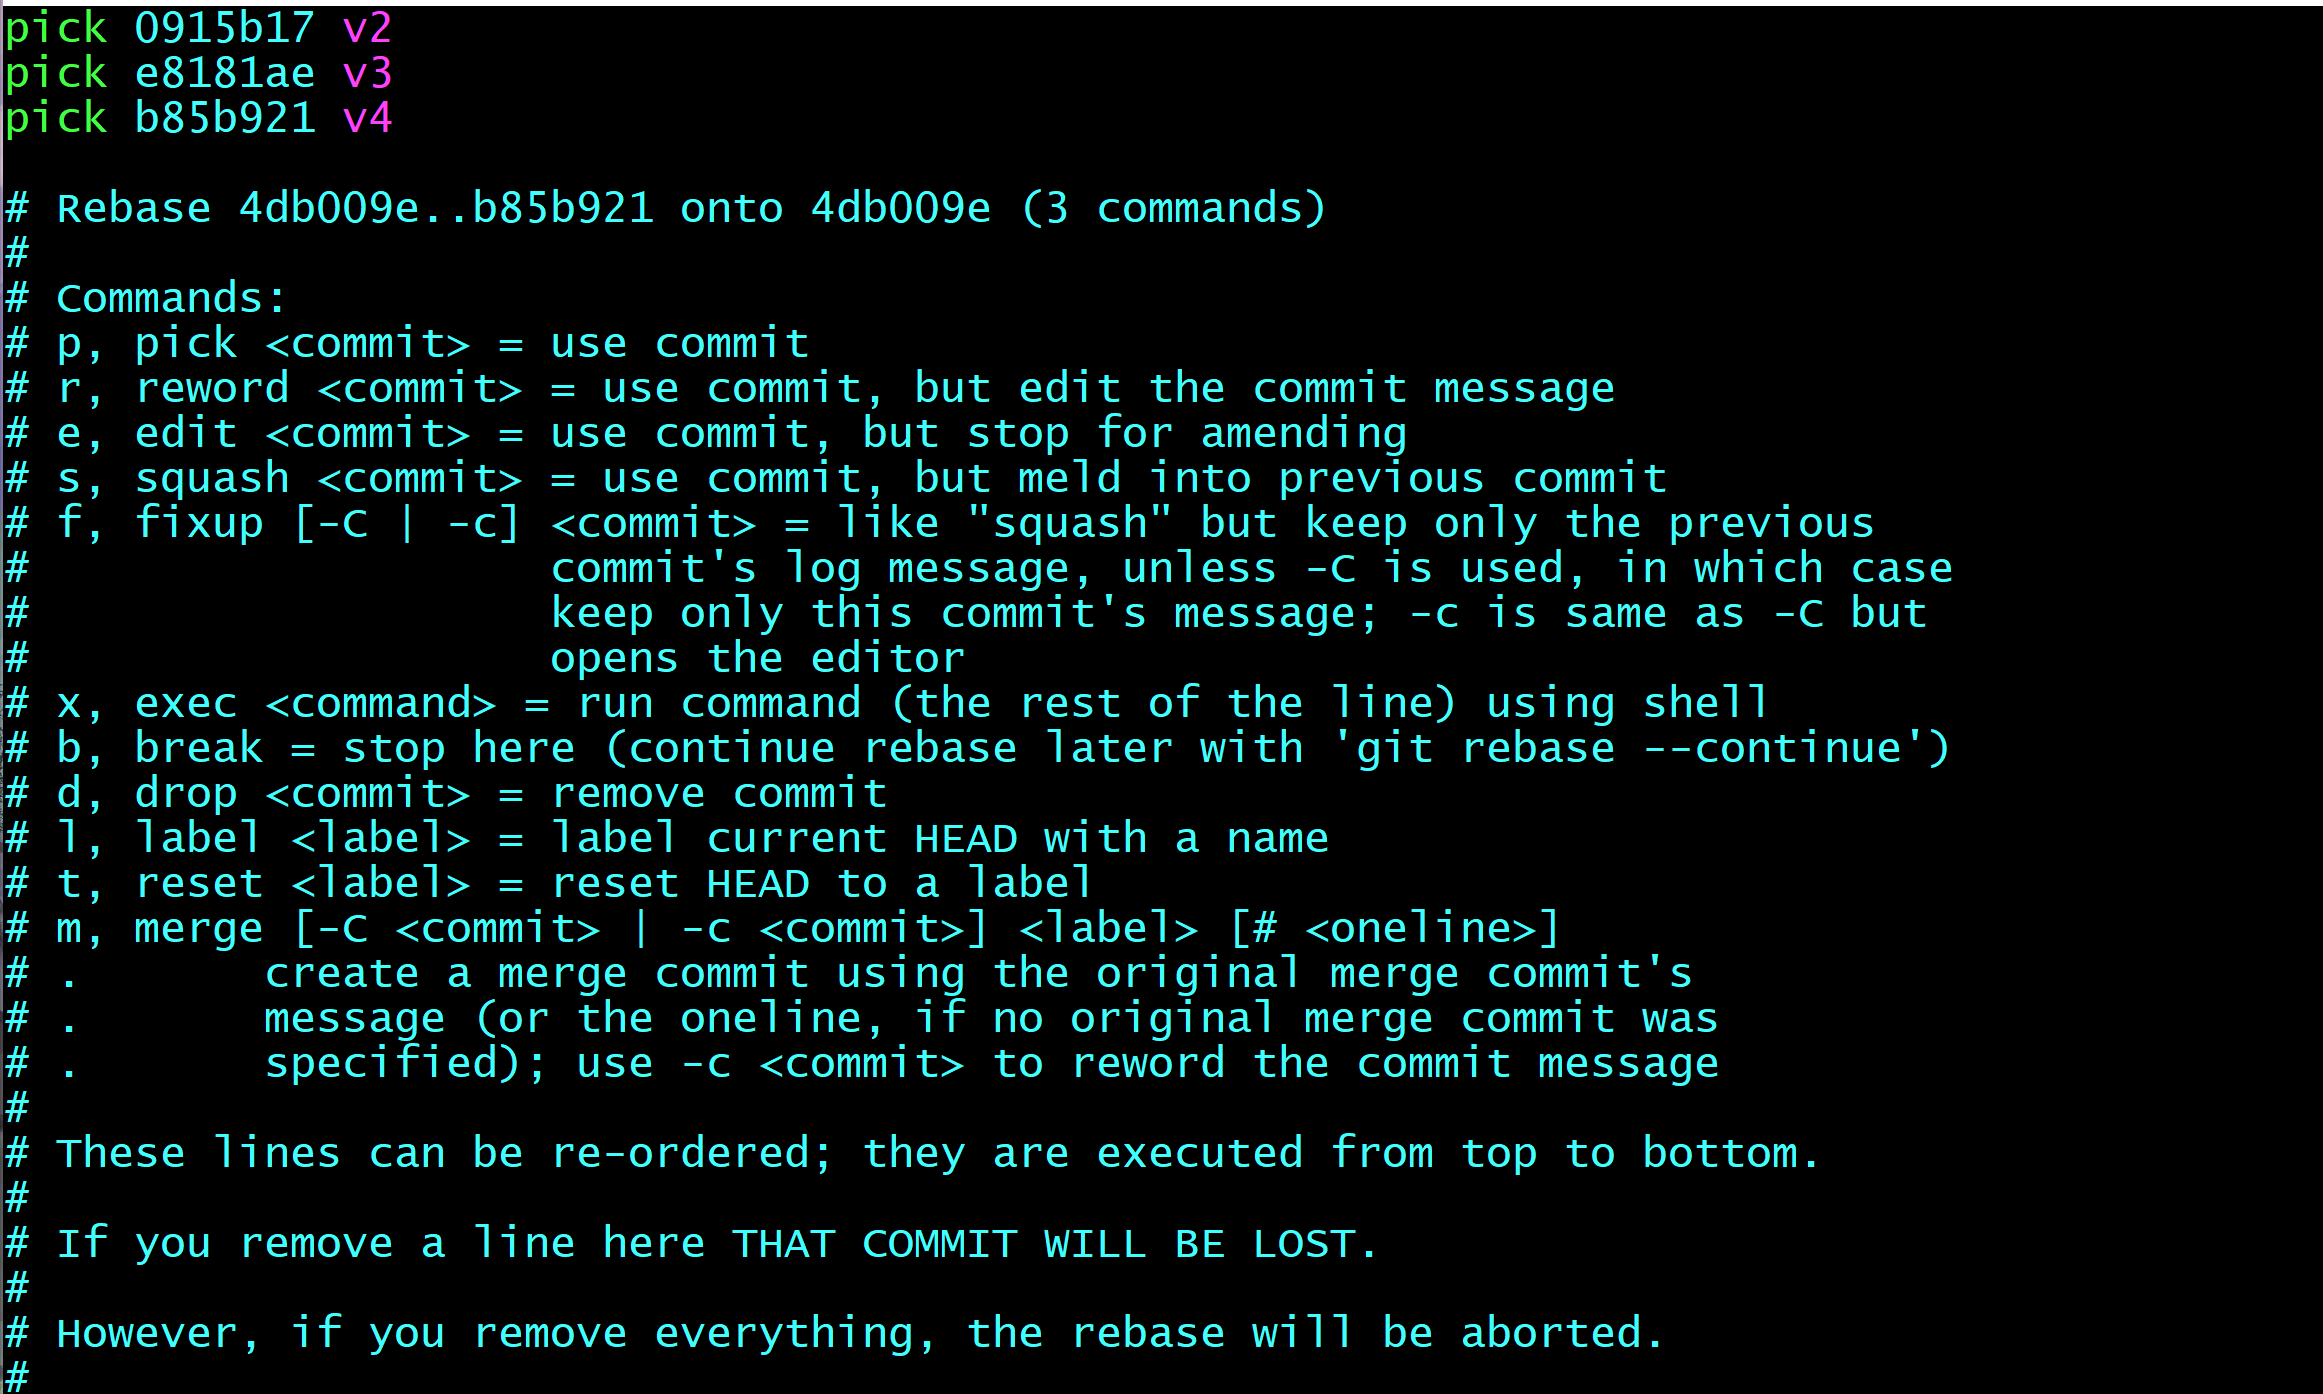 pick 0915b17 v2
pick e8181ae v3
pick b85b921 v4
# Rebase 4db009e..b85b921 onto 4db009e (3 commands)
#
# Commands:
# p, pick <commit> = use commit
# r, reword <commit> = use commit, but edit the commit message
# e, edit <commit> = use commit, but stop for amending
# s, squash <commit> = use commit, but meld into previous commit
# f, fixup [-C | -c] <commit> = like "squash" but keep only the previous
#                    commit's log message, unless -C is used, in which case
#                    keep only this commit's message; -c is same as -C but
#                    opens the editor
# x, exec <command> = run command (the rest of the line) using shell
# b, break = stop here (continue rebase later with 'git rebase --continue')
# d, drop <commit> = remove commit
# l, label <label> = label current HEAD with a name
# t, reset <label> = reset HEAD to a label
# m, merge [-C <commit> | -c <commit>] <label> [# <oneline>]
# .       create a merge commit using the original merge commit's
# .       message (or the oneline, if no original merge commit was
# .       specified); use -c <commit> to reword the commit message
#
# These lines can be re-ordered; they are executed from top to bottom.
#
# If you remove a line here THAT COMMIT WILL BE LOST.
#
# However, if you remove everything, the rebase will be aborted.
#